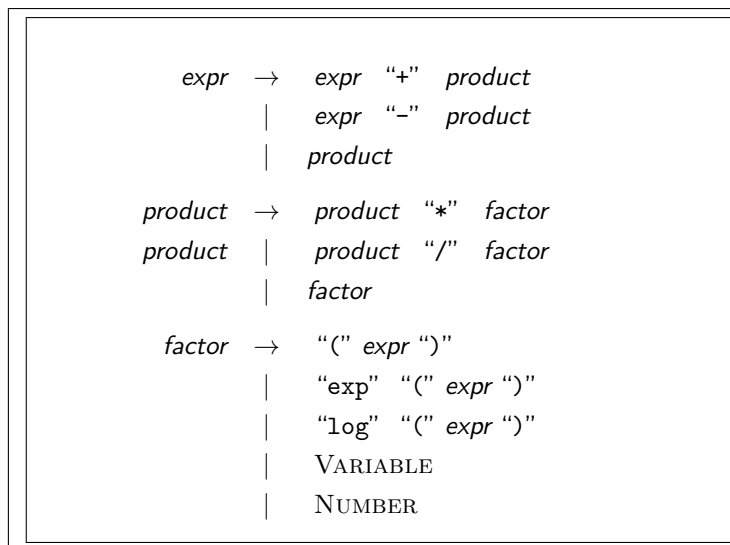 expr → expr “+” product
| expr “-” product
| product
product → product “*” factor
product | product “/” factor
| factor
factor → “(” expr “)”
| “exp” “(” expr “)”
| “log” “(” expr “)”
| VARIABLE
| NUMBER